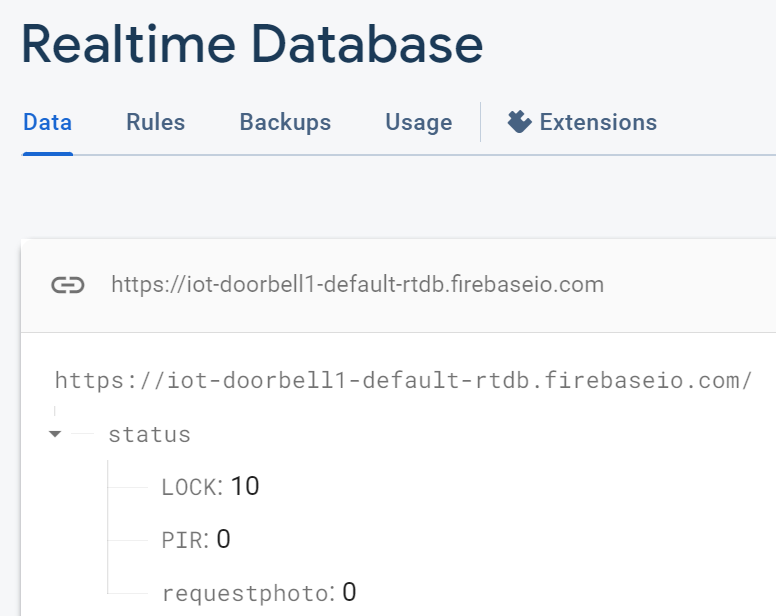 Realtime Database
Data Rules Backups Usage Extensions
https://iot-doorbell1-default-rtdb.firebaseio.com
https://iot-doorbell1-default-rtdb.firebaseio.com/
status
LOCK: 10
PIR: 0
requestphoto: 0